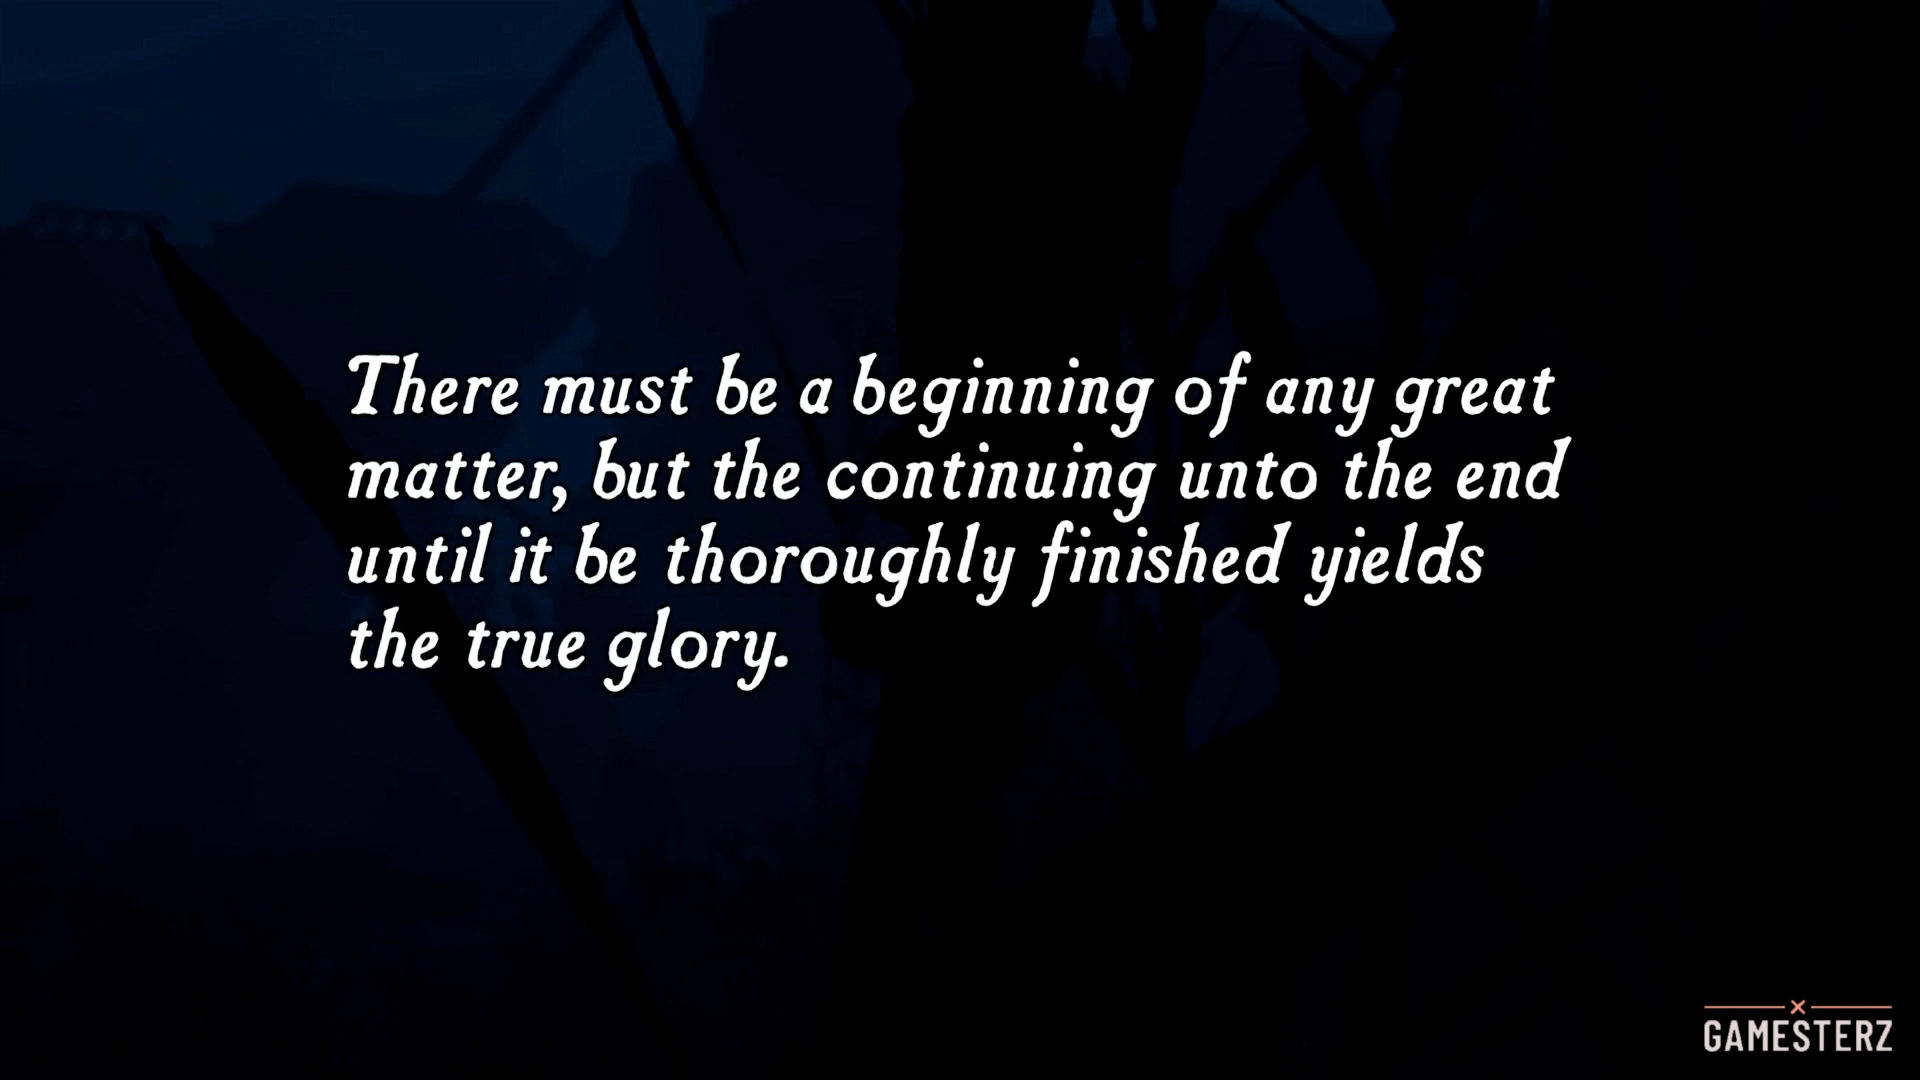 There must be a beginning of any great
matter, but the continuing unto the end
until it be thoroughly finished yields
the true glory.
GAMESTERZ